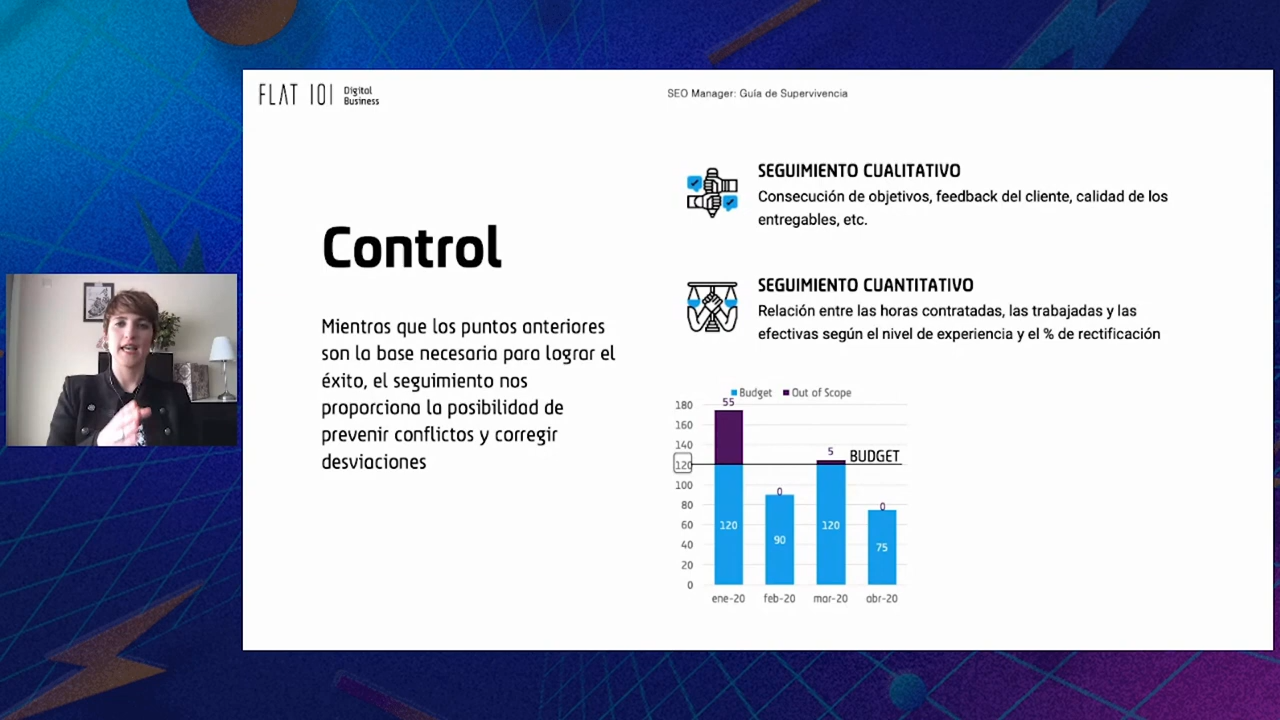 FLAT 101 Digital Business
SEO Manager: Guía de Supervivencia
Control
Mientras que los puntos anteriores
son la base necesaria para lograr el
éxito, el seguimiento nos
proporciona la posibilidad de
prevenir conflictos y corregir
desviaciones
SEGUIMIENTO CUALITATIVO
Consecución de objetivos, feedback del cliente, calidad de los
entregables, etc.
SEGUIMIENTO CUANTITATIVO
Relación entre las horas contratadas, las trabajadas y las
efectivas según el nivel de experiencia y el % de rectificación
Budget Out of Scope
180
160
140
120
100
80
60
40
20
0
55
0
5
0
BUDGET
120
90
120
75
ene-20 feb-20 mar-20 abr-20